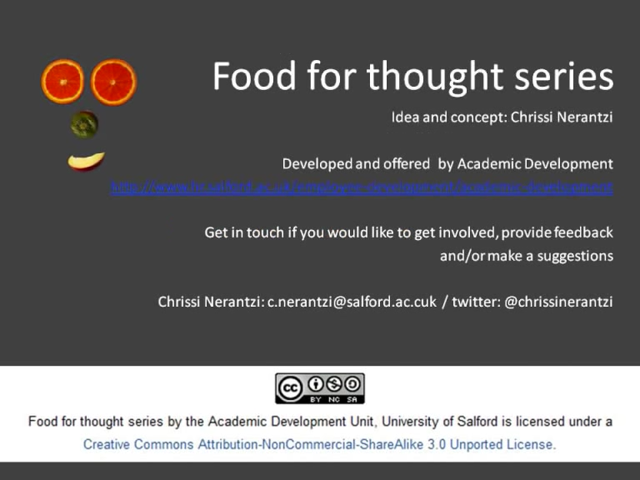 Food for thought series
Idea and concept: Chrissi Nerantzi
Developed and offered by Academic Development
Get in touch if you would like to get involved, provide feedback
and/or make a suggestions
Chrissi Nerantzi: c.nerantzi@salford.ac.cuk / twitter: @chrissinerantzi
cc
BY NC SA
Food for thought series by the Academic Development Unit, University of Salford is licensed under a
Creative Commons Attribution-NonCommercial-ShareAlike 3.0 Unported License.